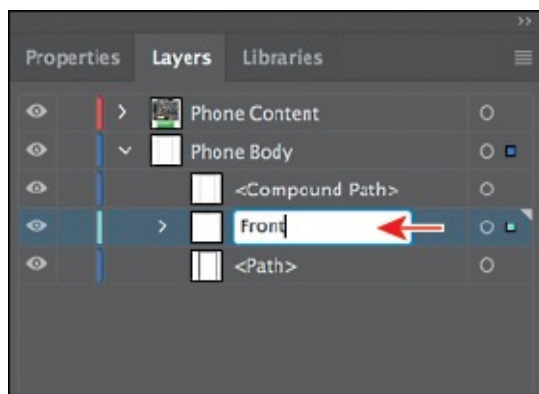 Properties Layers Libraries
Phone Content
Phone Body
<Compound Path>
Front
<Path>